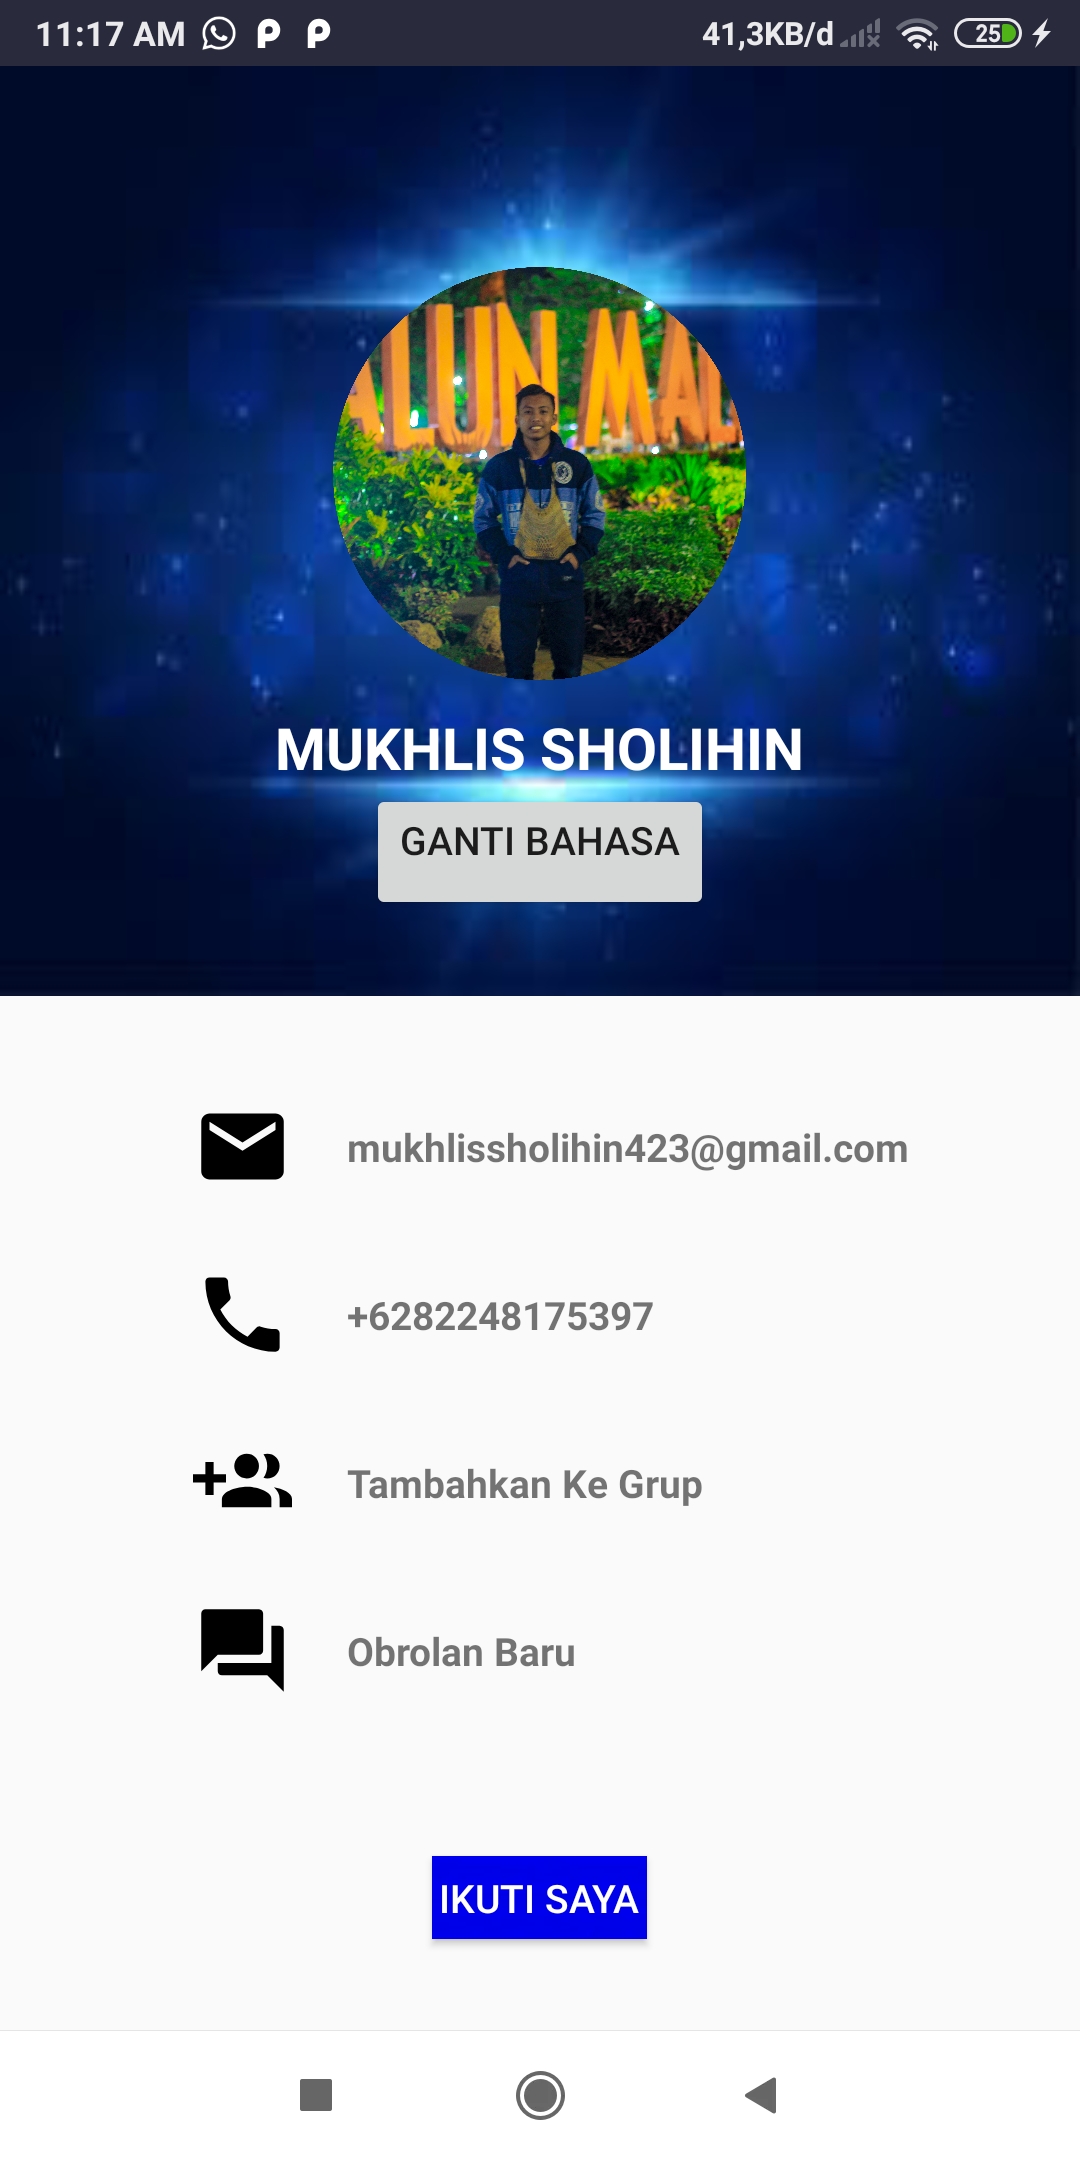 11:17 AM
41,3KB/d
25
ALUN MAL
MUKHLIS SHOLIHIN
GANTI BAHASA
mukhlissholihin423@gmail.com
+6282248175397
Tambahkan Ke Grup
Obrolan Baru
IKUTI SAYA